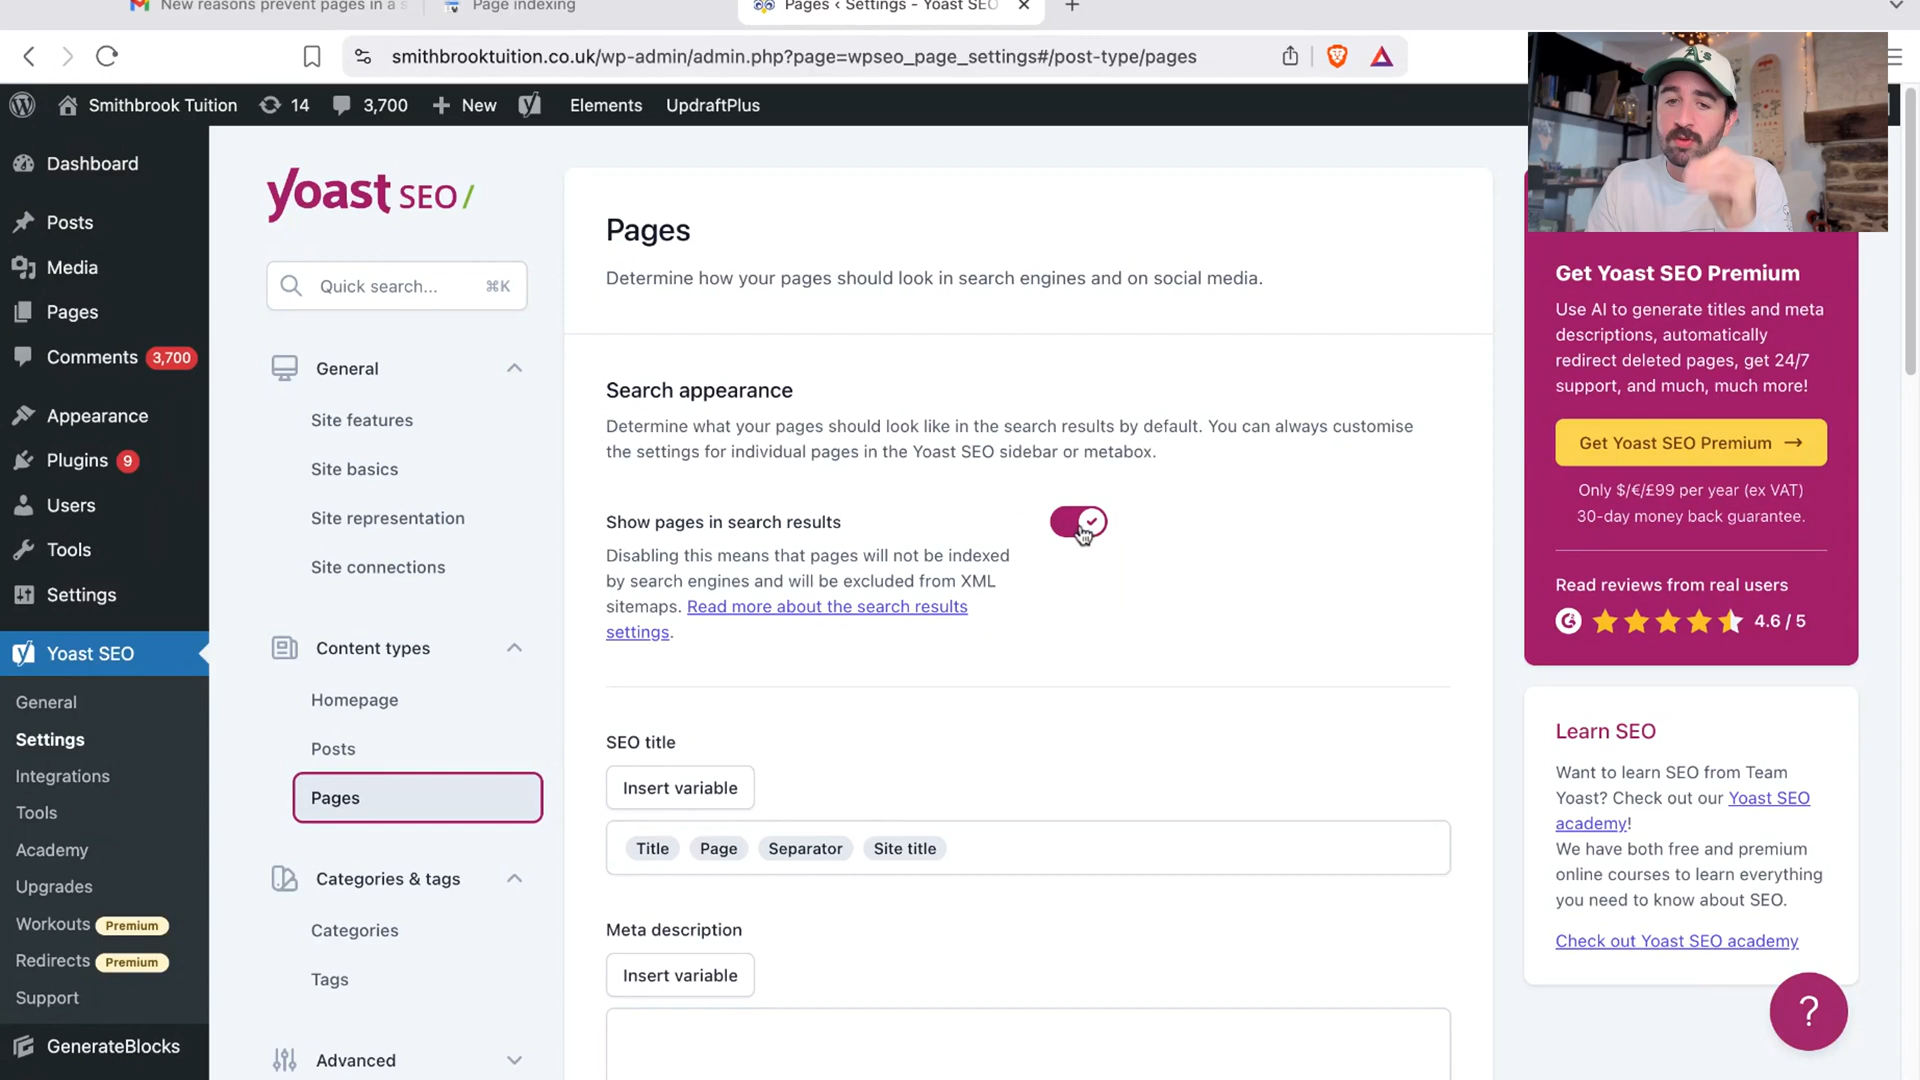 New reasons prevent pages in a s
Page indexing
Pages ‹ Settings - Yoast SEO
smithbrooktuition.co.uk/wp-admin/admin.php?page=wpseo_page_settings#/post-type/pages
Smithbrook Tuition
14
3,700
New
Elements
UpdraftPlus
Dashboard
Posts
Media
Pages
Comments 3,700
Appearance
Plugins 9
Users
Tools
Settings
Yoast SEO
General
Settings
Integrations
Tools
Academy
Upgrades
Workouts Premium
Redirects Premium
Support
GenerateBlocks
yoast SEO
Quick search... ⌘K
General
Site features
Site basics
Site representation
Site connections
Content types
Homepage
Posts
Pages
Categories & tags
Categories
Tags
Advanced
Pages
Determine how your pages should look in search engines and on social media.
Search appearance
Determine what your pages should look like in the search results by default. You can always customise
the settings for individual pages in the Yoast SEO sidebar or metabox.
Show pages in search results
Disabling this means that pages will not be indexed
by search engines and will be excluded from XML
sitemaps. Read more about the search results
settings.
SEO title
Insert variable
Title Page Separator Site title
Meta description
Insert variable
A's
Get Yoast SEO Premium
Use AI to generate titles and meta
descriptions, automatically
redirect deleted pages, get 24/7
support, and much, much more!
Get Yoast SEO Premium →
Only $/€/£99 per year (ex VAT)
30-day money back guarantee.
Read reviews from real users
4.6 / 5
Learn SEO
Want to learn SEO from Team
Yoast? Check out our Yoast SEO
academy!
We have both free and premium
online courses to learn everything
you need to know about SEO.
Check out Yoast SEO academy
?